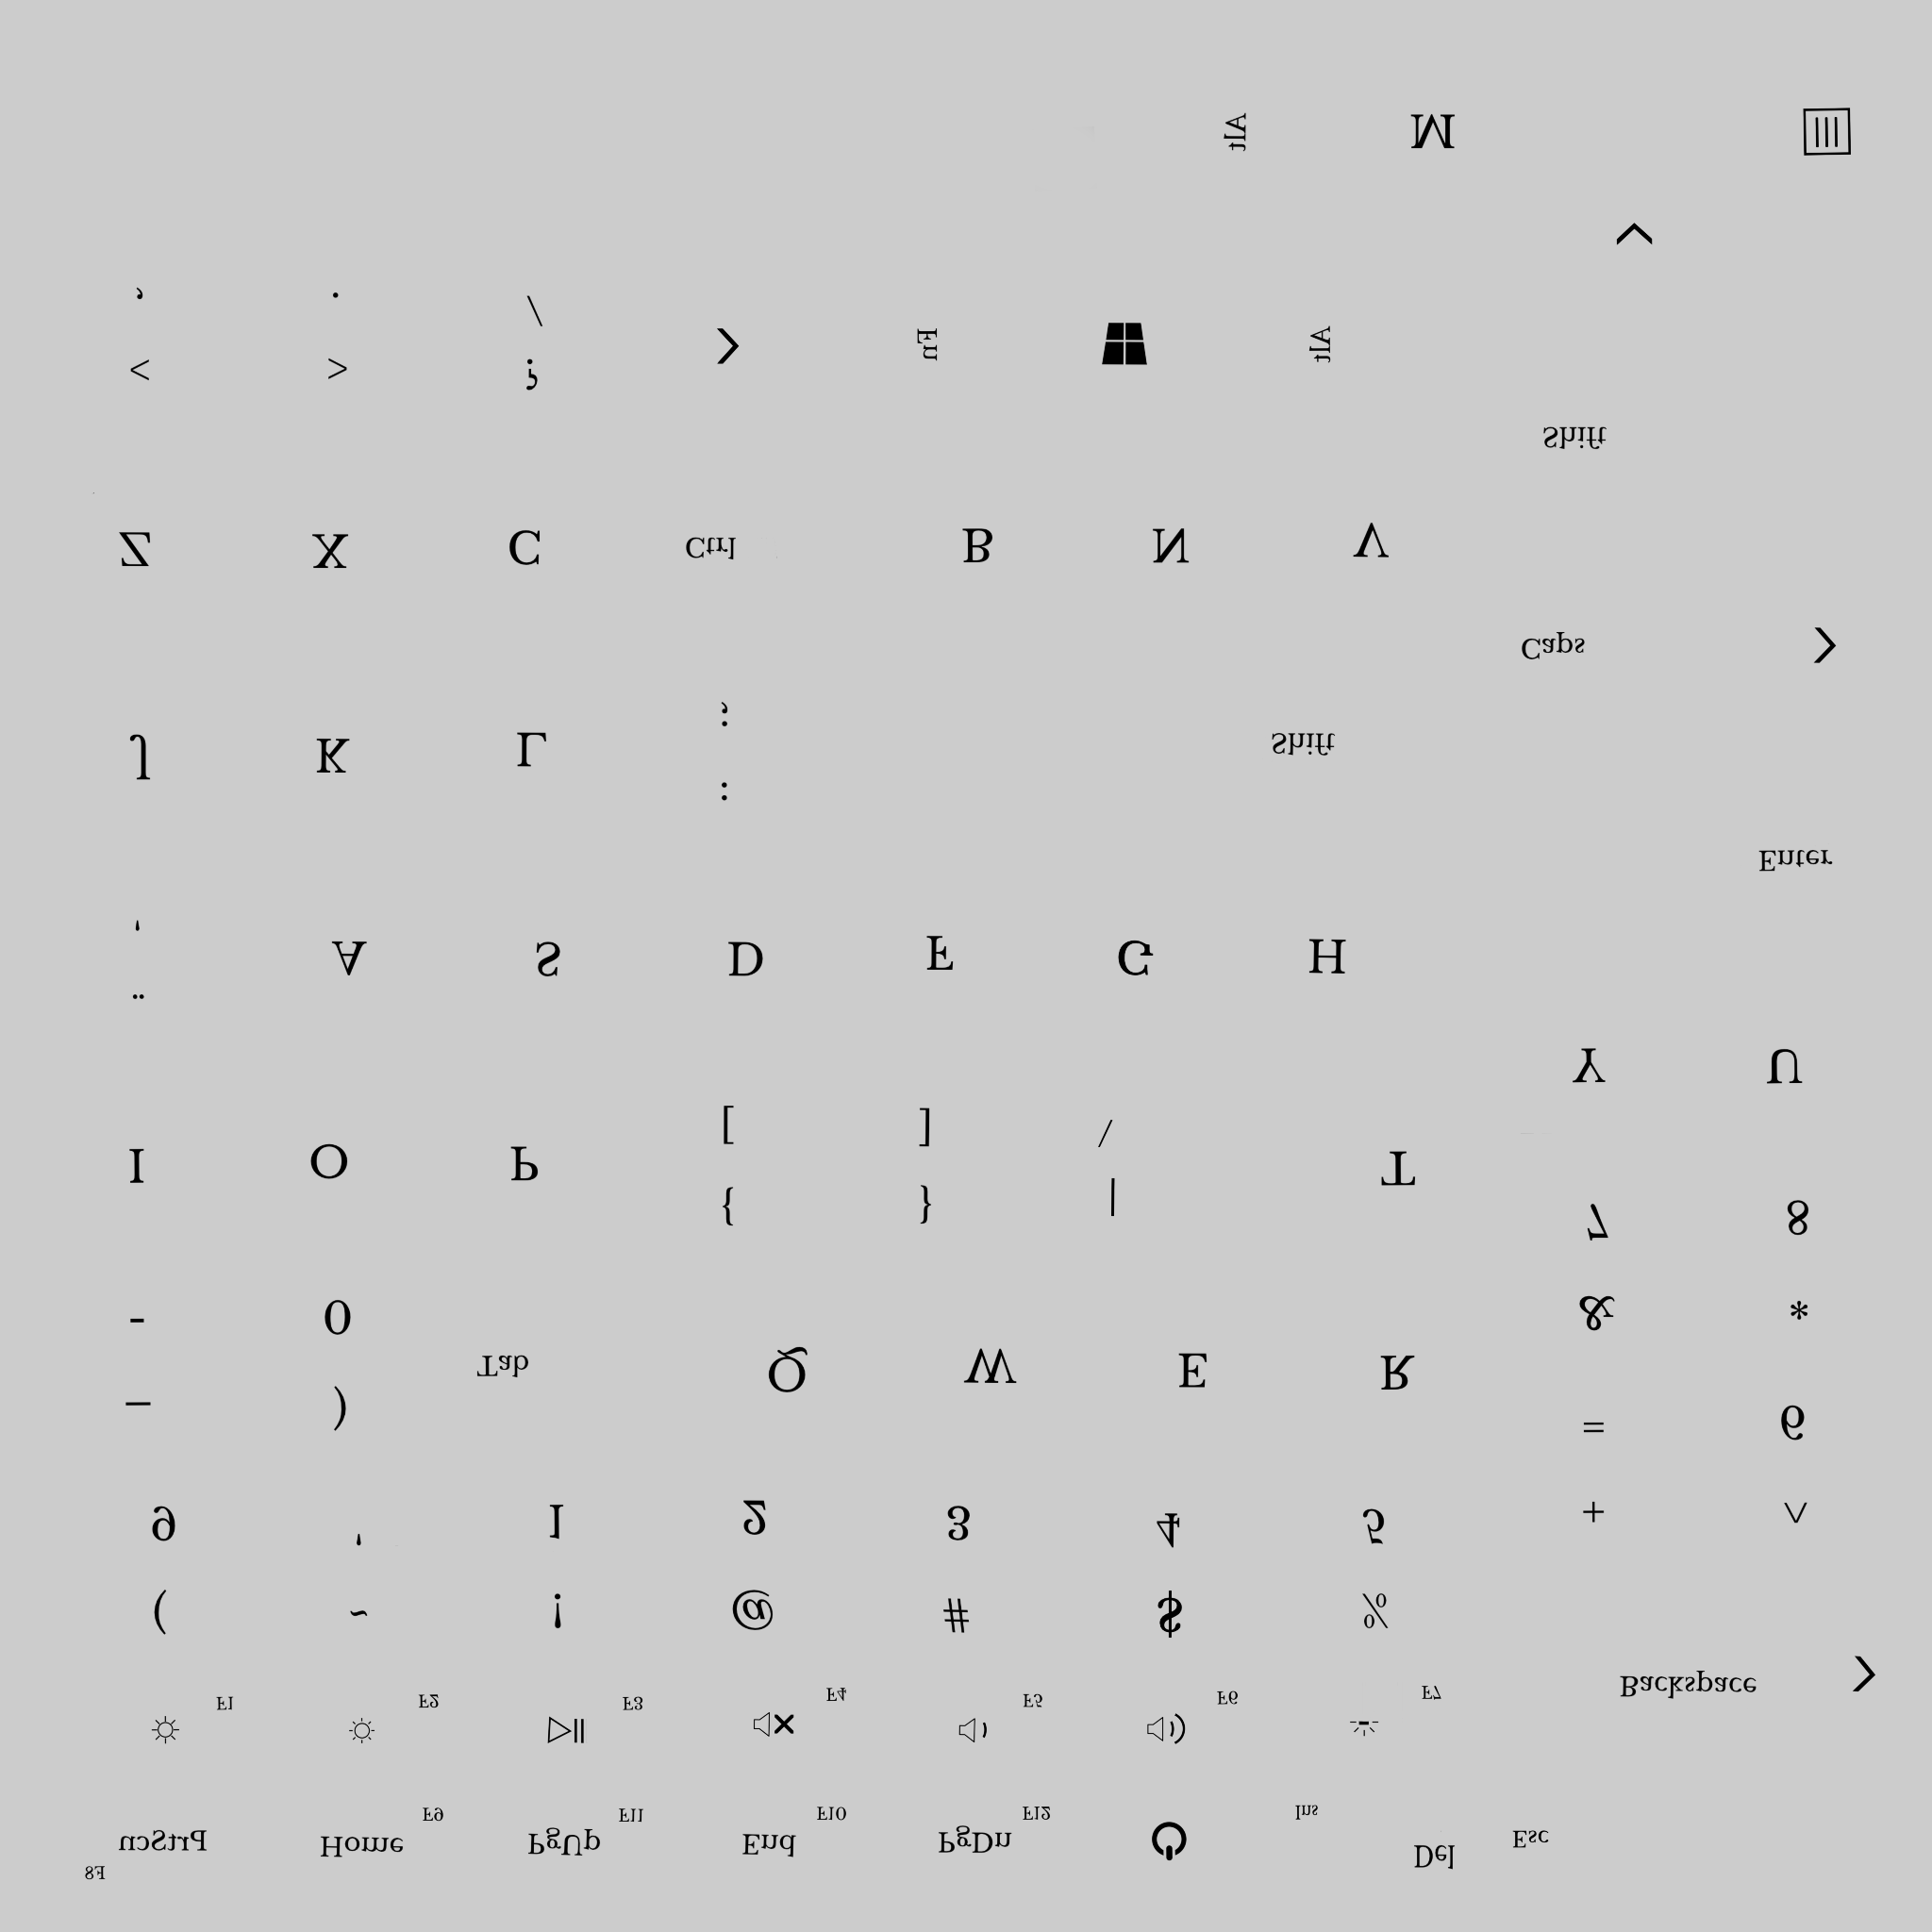 F8
PrtScn Home F9 PgUp F11 End F10 PgDn F12 Ins Del Esc
F1 F2 F3 F4 F5 F6 F7 Backspace
( ~ ! @ # $ %
9 ` 1 2 3 4 5 + ^
_ ) = 6
Tab Q W E R
- 0 & *
{ } | 7 8
I O P [ ] \ T
Y U
"
' A S D F G H
Enter
:
J K L ; Shift
Caps
Z X C Ctrl B N V
Shift
< > ?
, . / Fn Alt
Alt M